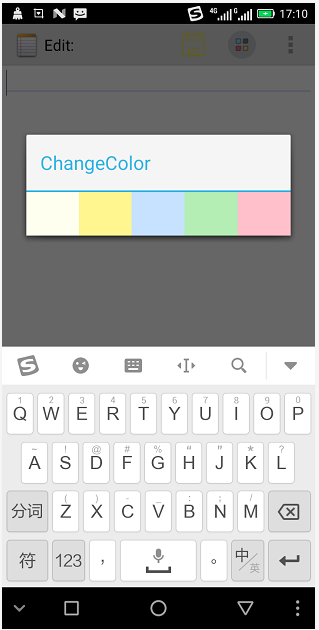 4G G 17:10
Edit:
ChangeColor
1 2 3 4 5 6 7 8 9 0
Q W E R T Y U I O P
~ ! @ # % " " * ?
A S D F G H J K L
( ) - _ : ; /
分词 Z X C V B N M
符 123 , 。 中/英